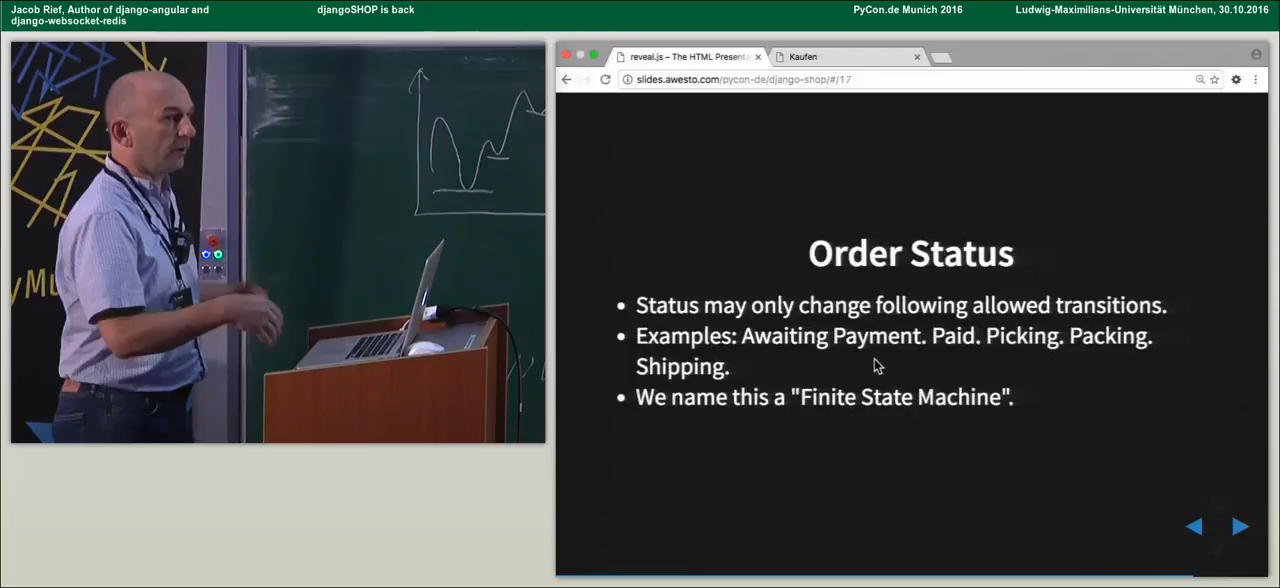 Jacob Rief, Author of django-angular and
django-websocket-redis
djangoSHOP is back
PyCon.de Munich 2016
Ludwig-Maximilians-Universität München, 30.10.2016
reveal.js – The HTML Presenta
Kaufen
slides.awesto.com/pycon-de/django-shop/#/17
Order Status
• Status may only change following allowed transitions.
• Examples: Awaiting Payment. Paid. Picking. Packing.
Shipping.
• We name this a "Finite State Machine".